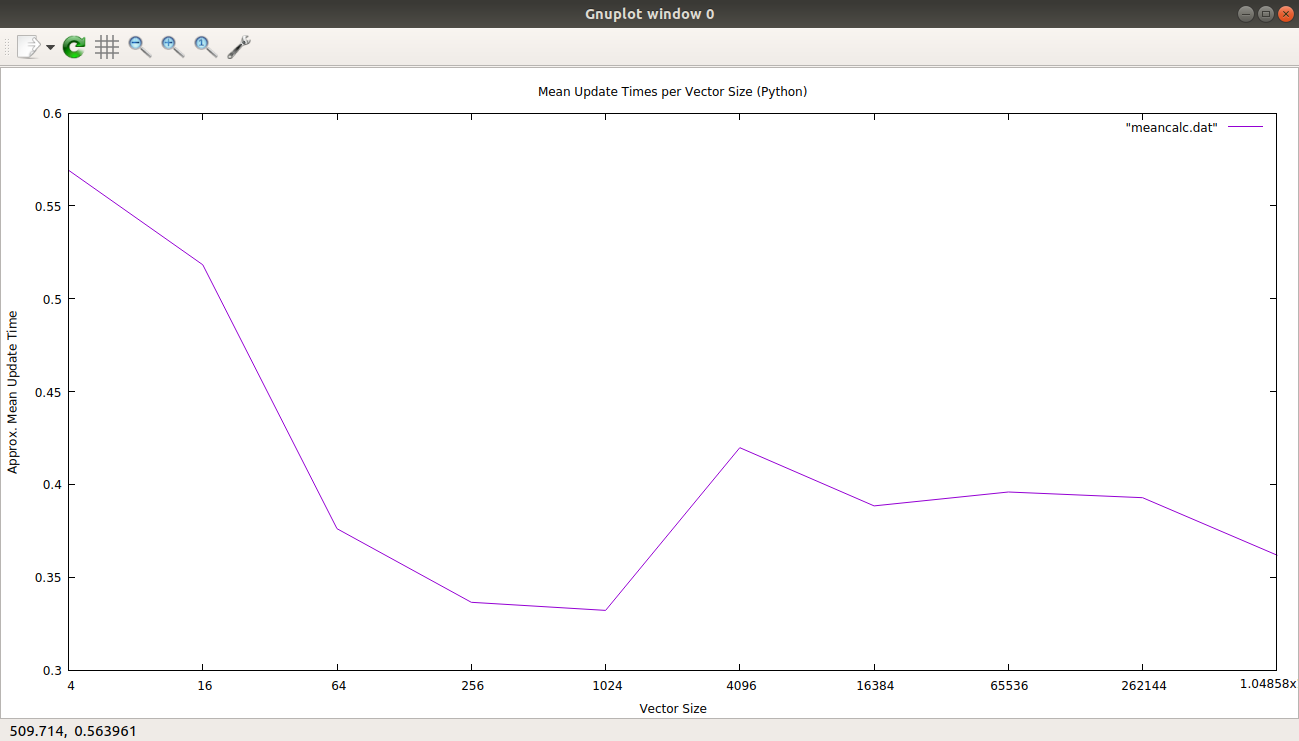 Gnuplot window 0
1
Mean Update Times per Vector Size (Python)
"meancalc.dat"
0.6
0.55
0.5
0.45
0.4
0.35
0.3
Approx. Mean Update Time
4 16 64 256 1024 4096 16384 65536 262144 1.04858x
Vector Size
509.714, 0.563961